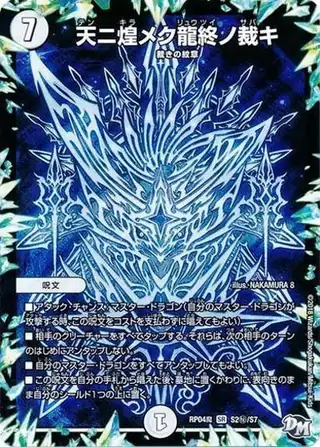 7
テン キラ リュウツイ サバ
天ニ煌メク龍終ノ裁キ
裁きの紋章
illus. NAKAMURA 8
呪文
■アタック・チャンス-マスター・ドラゴン(自分のマスター・ドラゴンが
攻撃する時、この呪文をコストを支払わずに唱えてもよい)
■相手のクリーチャーをすべてタップする。それらは、次の相手のターン
のはじめにアンタップしない。
■自分のマスター・ドラゴンをすべてアンタップしてもよい。
■この呪文を自分の手札から唱えた後、墓地に置くかわりに、表向きのま
ま自分のシールド1つの上に置く。
RP04魔 SR S2㊙/S7
DM